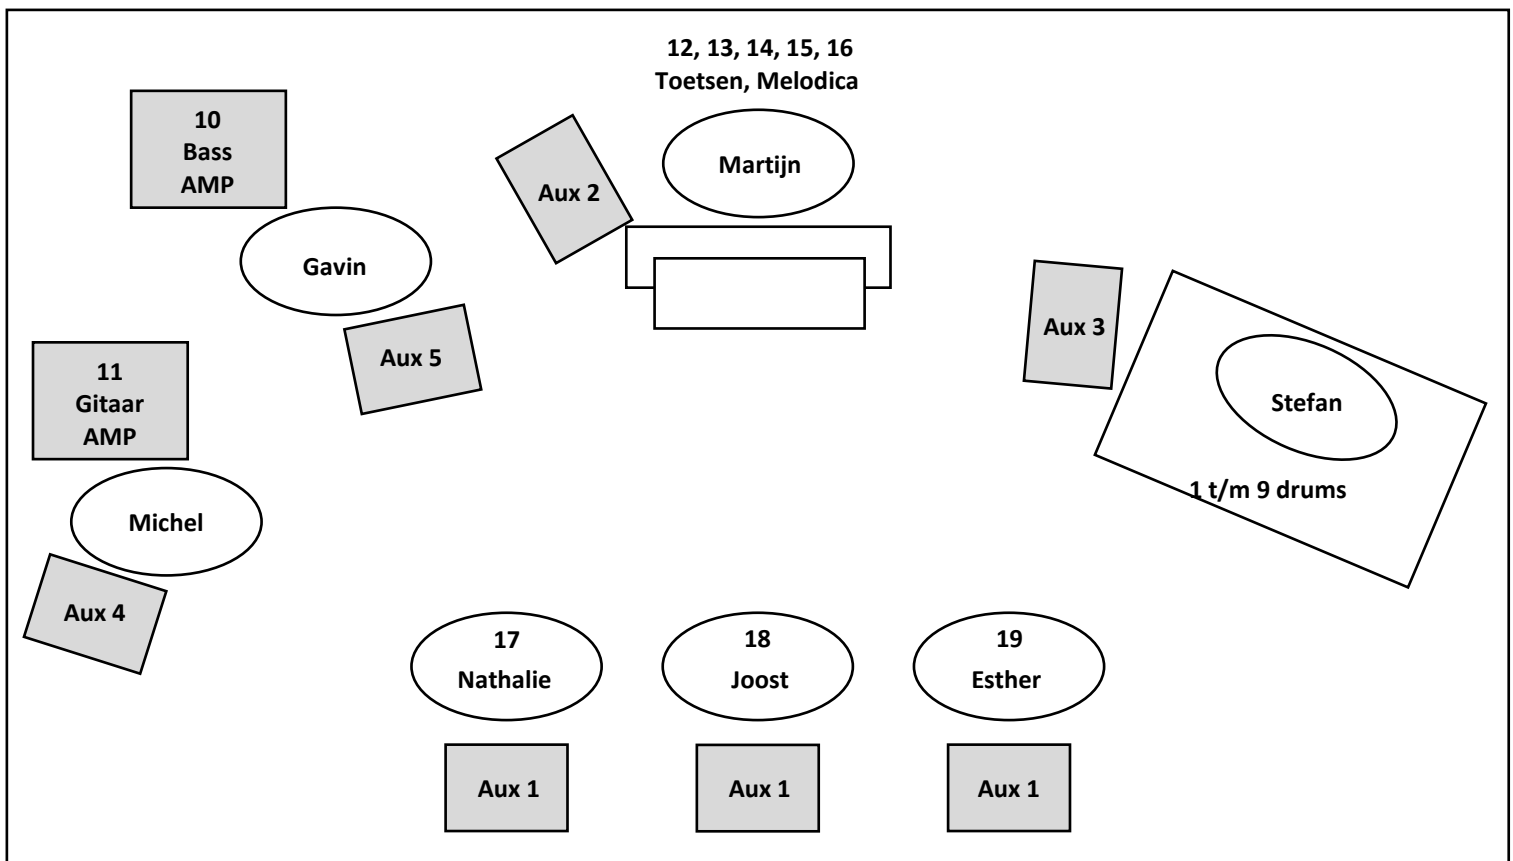 12, 13, 14, 15, 16
Toetsen, Melodica
10
Bass
AMP
Aux 2
Martijn
Gavin
Aux 3
Aux 5
11
Gitaar
AMP
Stefan
1 t/m 9 drums
Michel
Aux 4
17
Nathalie
18
Joost
19
Esther
Aux 1
Aux 1
Aux 1